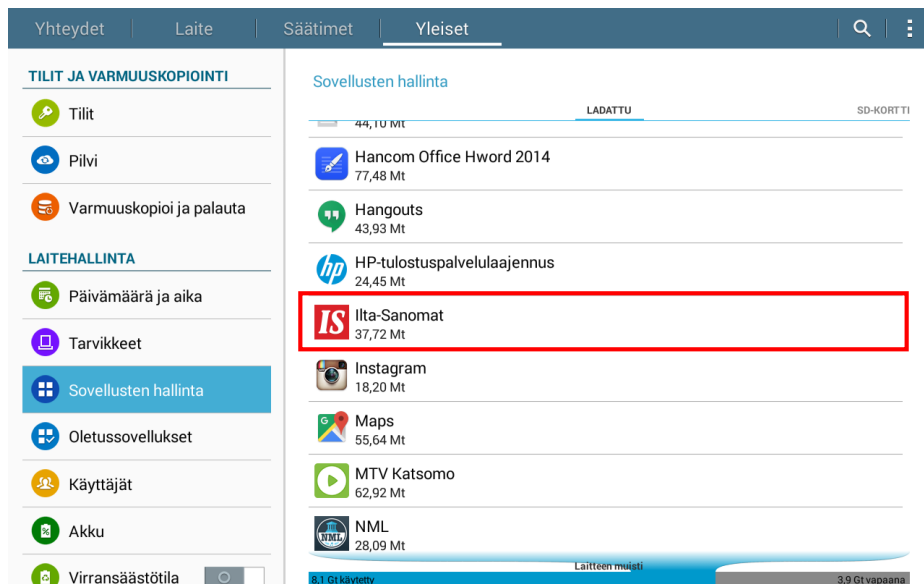 Yhteydet
Laite
Säätimet
Yleiset
TILIT JA VARMUUSKOPIOINTI
Tilit
Pilvi
Varmuuskopioi ja palauta
LAITEHALLINTA
Päivämäärä ja aika
Tarvikkeet
Sovellusten hallinta
Oletussovellukset
Käyttäjät
Akku
Virransäästötila
Sovellusten hallinta
LADATTU
SD-KORTTI
44,10 Mt
Hancom Office Hword 2014
77,48 Mt
Hangouts
43,93 Mt
hp
HP-tulostuspalvelulaajennus
24,45 Mt
IS
Ilta-Sanomat
37,72 Mt
Instagram
18,20 Mt
G
Maps
55,64 Mt
MTV Katsomo
62,92 Mt
NML
NML
28,09 Mt
Laitteen muisti
8,1 Gt käytetty
3,9 Gt vapaana